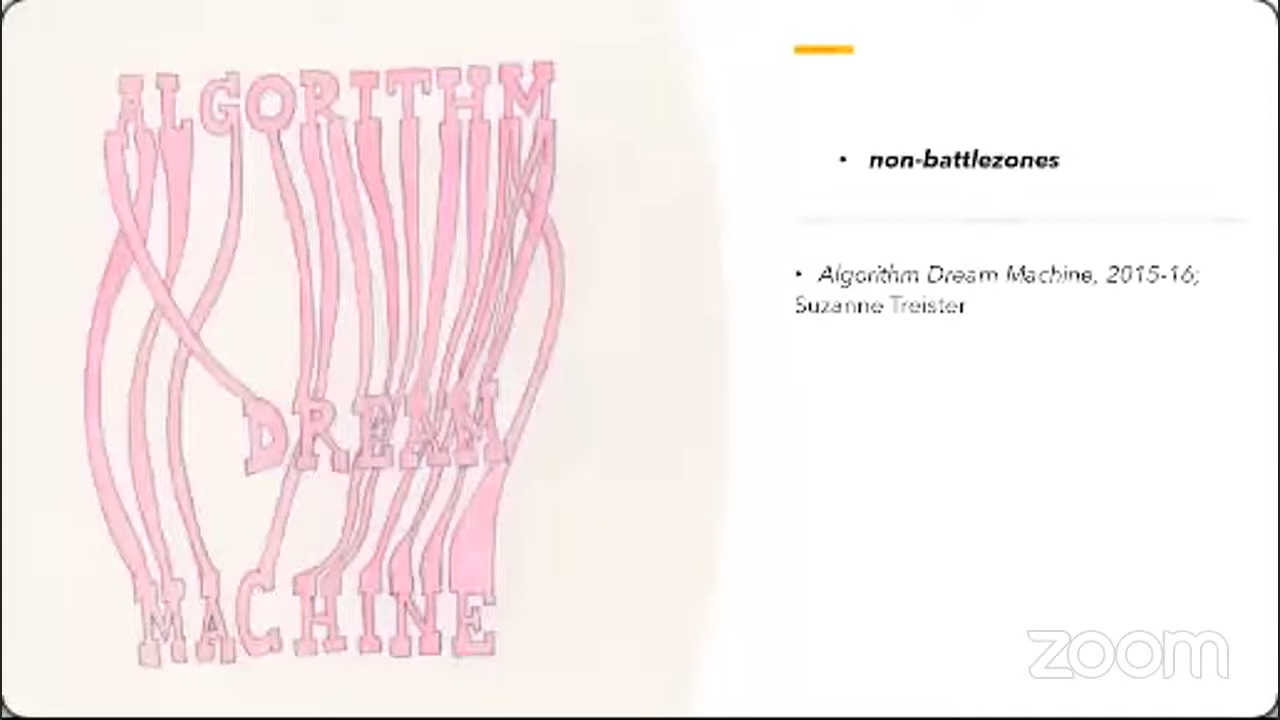 ALGORITHM
DREAM
MACHINE
• non-battlezones
• Algorithm Dream Machine, 2015-16;
Suzanne Treister
zoom